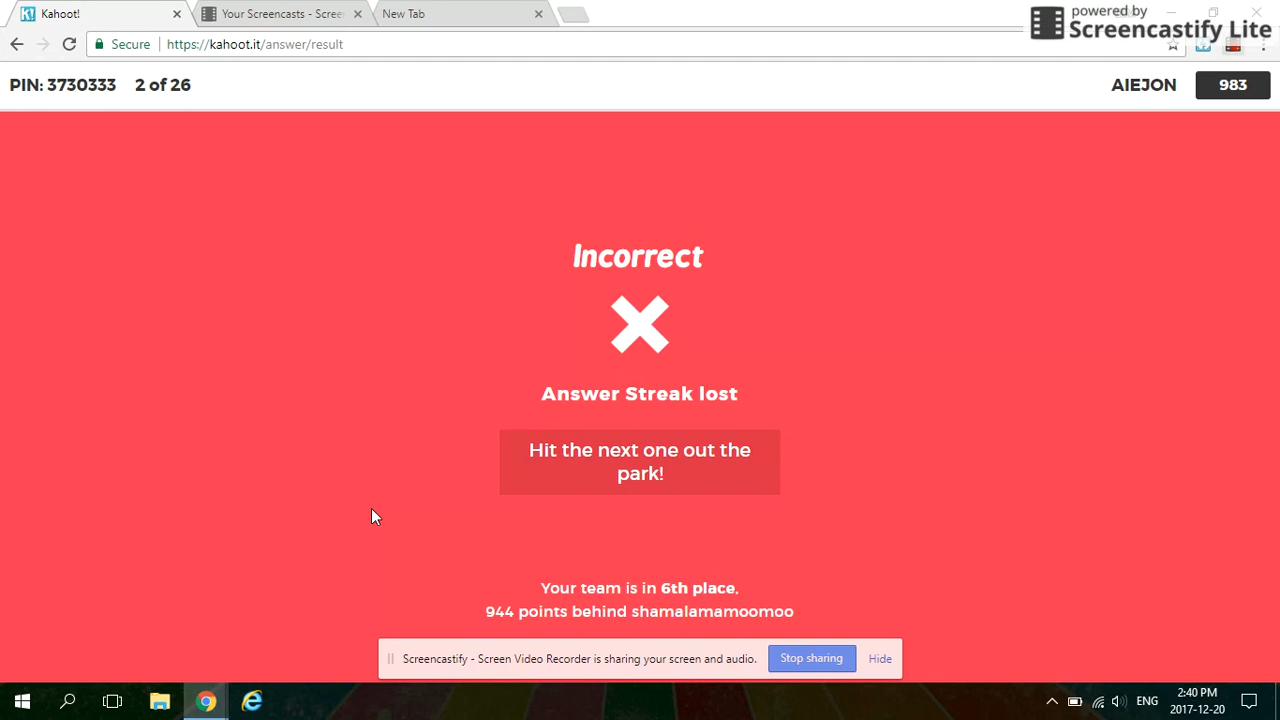 Kahoot!
Your Screencasts - Scree
New Tab
powered by
Screencastify Lite
Secure
https://kahoot.it/answer/result
PIN: 3730333 2 of 26
AIEJON 983
Incorrect
Answer Streak lost
Hit the next one out the
park!
Your team is in 6th place,
944 points behind shamalamamoomoo
Screencastify - Screen Video Recorder is sharing your screen and audio.
Stop sharing
Hide
ENG
2:40 PM
2017-12-20